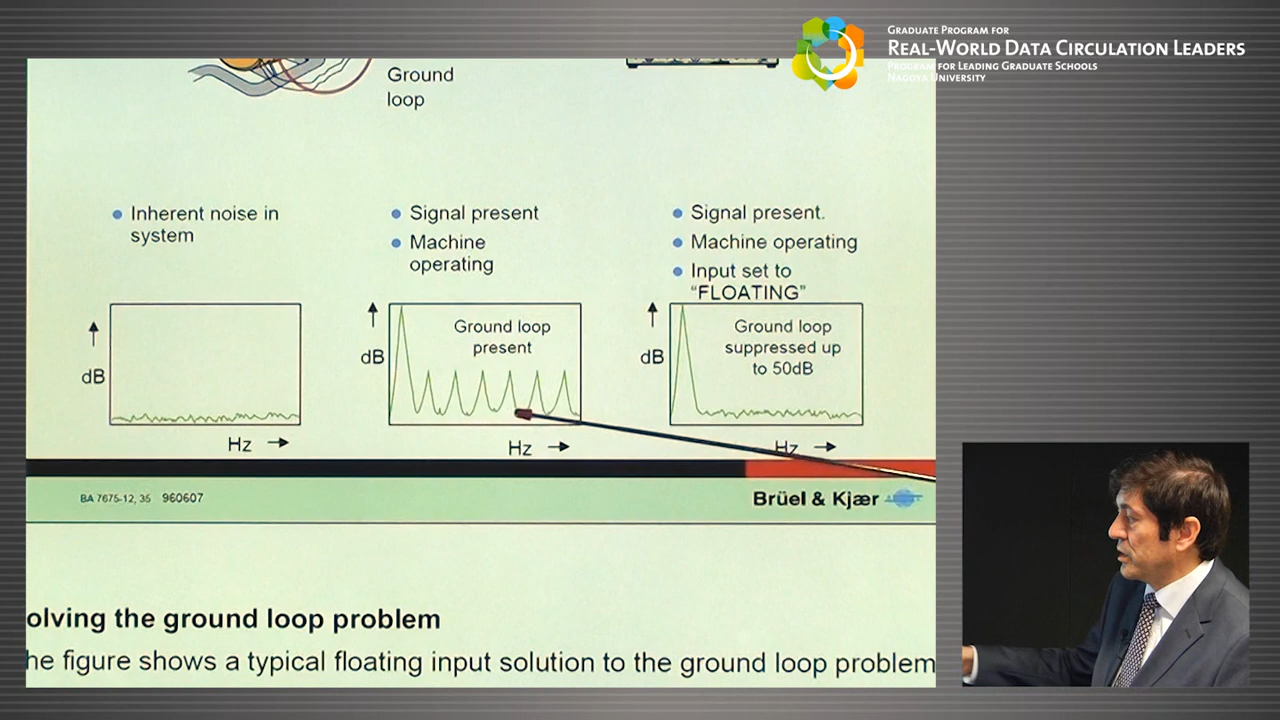 GRADUATE PROGRAM FOR
REAL-WORLD DATA CIRCULATION LEADERS
PROGRAM FOR LEADING GRADUATE SCHOOLS
NAGOYA UNIVERSITY
Ground
loop
Inherent noise in
system
Signal present
Machine
operating
Signal present.
Machine operating
Input set to
“FLOATING”
dB
Hz
dB
Ground loop
present
Hz
dB
Ground loop
suppressed up
to 50dB
Hz
BA 7675-12, 35 960607
Brüel & Kjær
olving the ground loop problem
he figure shows a typical floating input solution to the ground loop problem